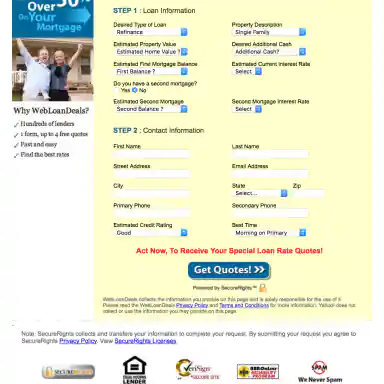 Over
50%
On Your
Mortgage
Why WebLoanDeals?
✓ Hundreds of lenders
✓ 1 form, up to 4 free quotes
✓ Fast and easy
✓ Find the best rates
STEP 1 : Loan Information
Desired Type of Loan
Property Description
Refinance
Single Family
Estimated Property Value
Desired Additional Cash
Estimated Home Value ?
Additional Cash?
Estimated First Mortgage Balance
Estimated Current Interest Rate
First Balance ?
Select
Do you have a second mortgage?
Yes No
Estimated Second Mortgage
Second Mortgage Interest Rate
Second Balance ?
Select
STEP 2 : Contact Information
First Name
Last Name
Street Address
Email Address
City
State
Zip
Select...
Primary Phone
Secondary Phone
Estimated Credit Rating
Best Time
Good
Morning on Primary
Act Now, To Receive Your Special Loan Rate Quotes!
Get Quotes! >>
Powered by SecureRights™
WebLoanDeals collects the information you provide on this page and is solely responsible for the use of it.
Please read the WebLoanDeals Privacy Policy and Terms and Conditions for more information. Yahoo! does not
collect or use the information you may provide on this page.
Note: SecureRights collects and transfers your information to complete your request. By submitting your request you agree to
SecureRights Privacy Policy. View SecureRights Licenses.
EQUAL HOUSING
LENDER
VeriSign
SECURE SITE
BBB OnLine
RELIABILITY
PROGRAM
SPAM
We Never Spam